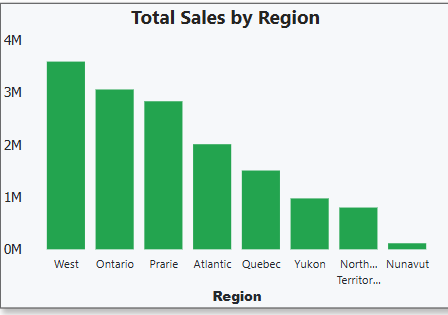 Total Sales by Region
4M
3M
2M
1M
0M
West Ontario Prarie Atlantic Quebec Yukon North... Nunavut
Territor...
Region